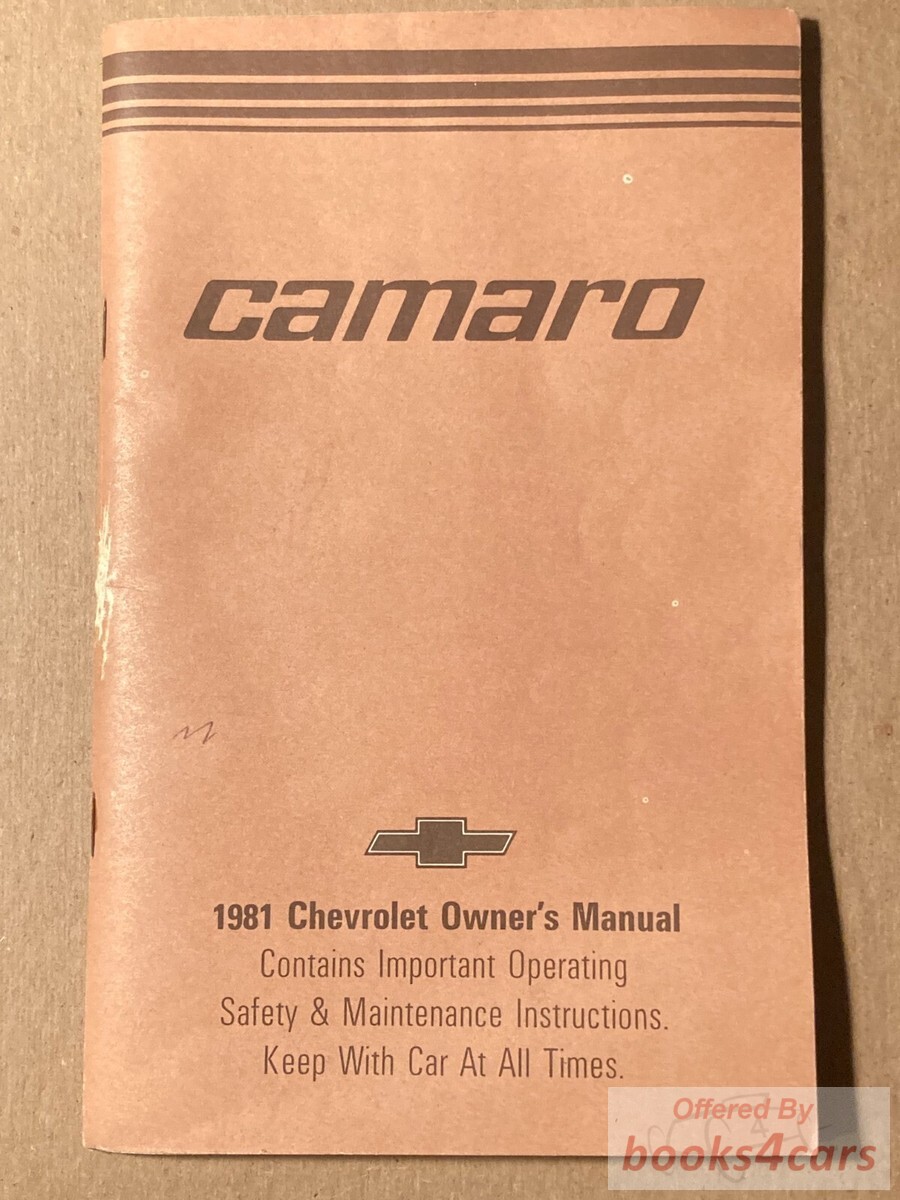 camaro
1981 Chevrolet Owner's Manual
Contains Important Operating
Safety & Maintenance Instructions.
Keep With Car At All Times.
Offered By
books4cars